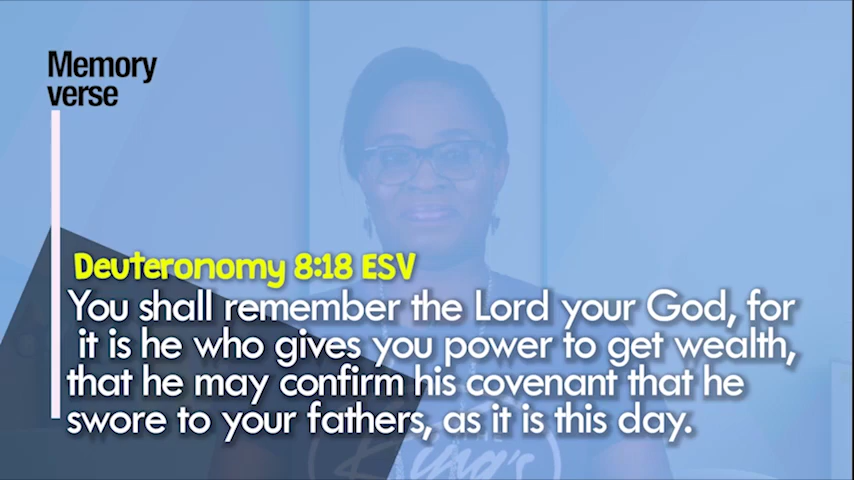 Memory
verse
Deuteronomy 8:18 ESV
You shall remember the Lord your God, for
it is he who gives you power to get wealth,
that he may confirm his covenant that he
swore to your fathers, as it is this day.
King's